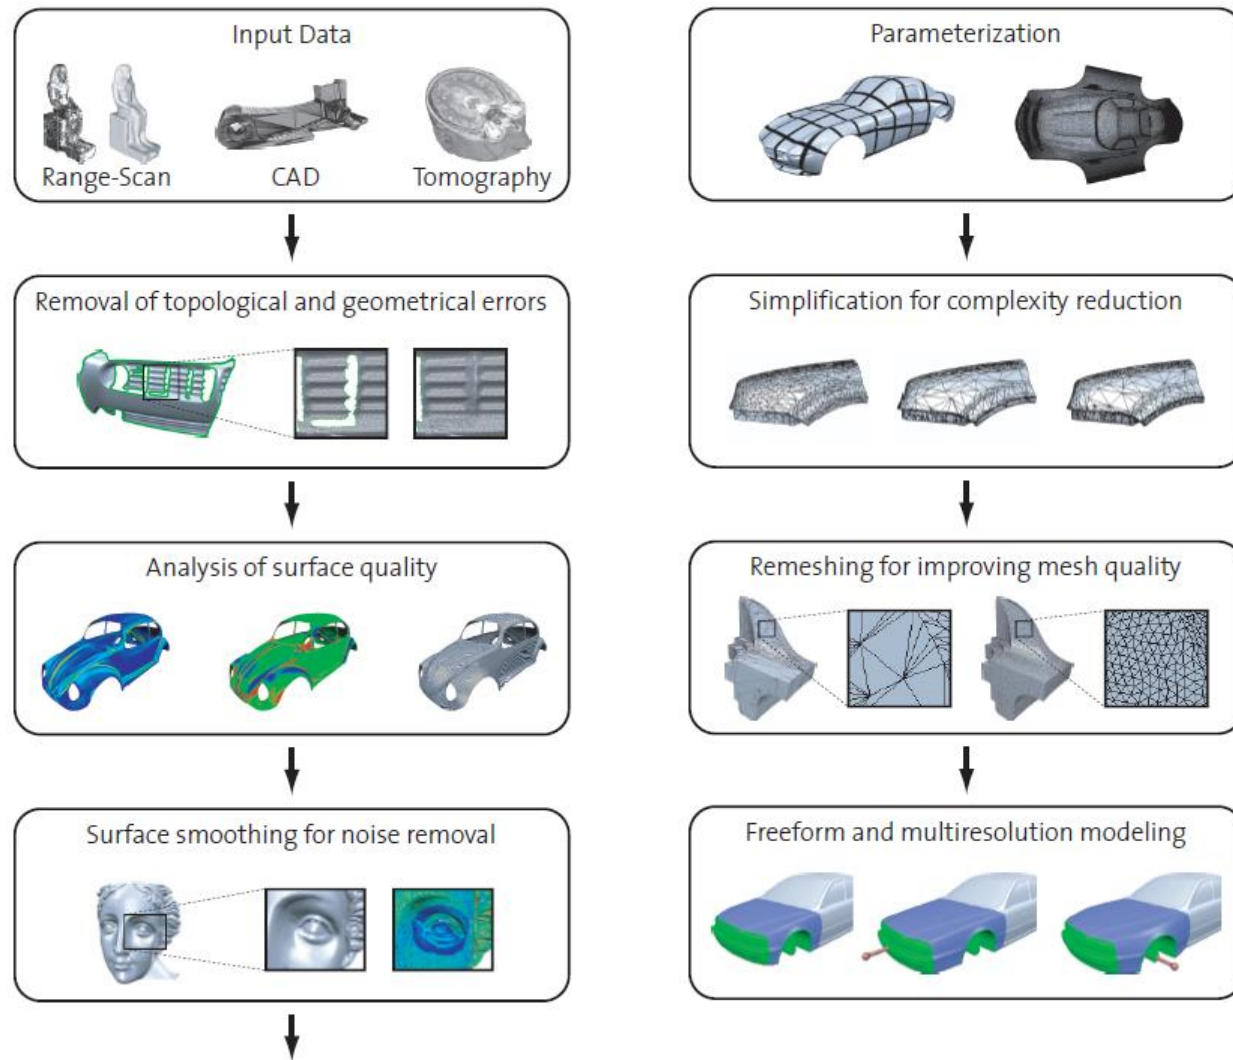 Input Data
Range-Scan CAD Tomography
Removal of topological and geometrical errors
Analysis of surface quality
Surface smoothing for noise removal
Parameterization
Simplification for complexity reduction
Remeshing for improving mesh quality
Freeform and multiresolution modeling